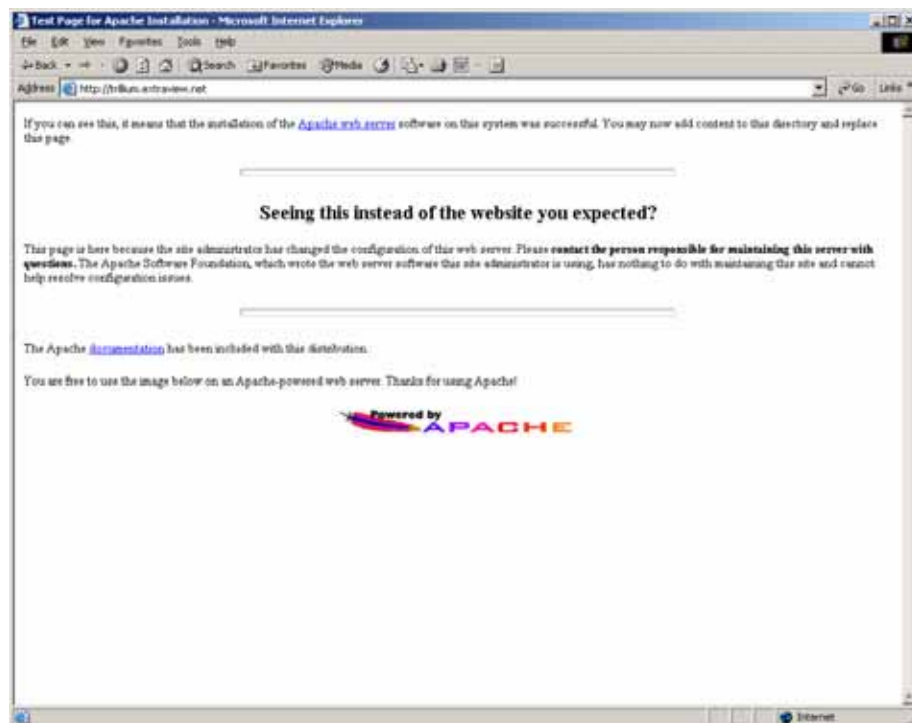 Test Page for Apache Installation - Microsoft Internet Explorer
File Edit View Favorites Tools Help
Back Search Favorites Media
Address http://trillium.extraview.net Go Links
If you can see this, it means that the installation of the Apache web server software on this system was successful. You may now add content to this directory and replace
this page.
Seeing this instead of the website you expected?
This page is here because the site administrator has changed the configuration of this web server. Please contact the person responsible for maintaining this server with
questions. The Apache Software Foundation, which wrote the web server software this site administrator is using, has nothing to do with maintaining this site and cannot
help resolve configuration issues.
The Apache documentation has been included with this distribution.
You are free to use the image below on an Apache-powered web server. Thanks for using Apache!
Powered by
APACHE
Internet